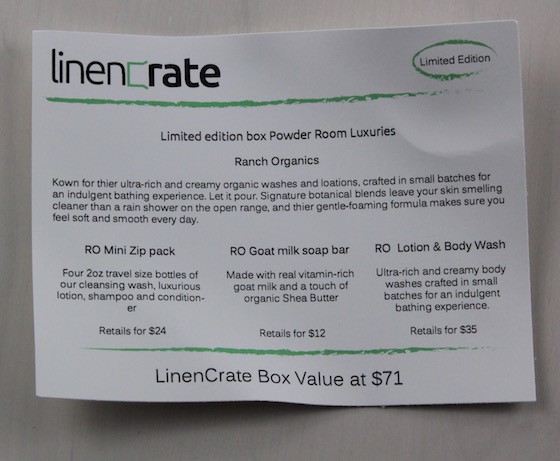 linencrate
Limited Edition
Limited edition box Powder Room Luxuries
Ranch Organics
Kown for thier ultra-rich and creamy organic washes and loations, crafted in small batches for
an indulgent bathing experience. Let it pour. Signature botanical blends leave your skin smelling
cleaner than a rain shower on the open range, and thier gentle-foaming formula makes sure you
feel soft and smooth every day.
RO Mini Zip pack
Four 2oz travel size bottles of
our cleansing wash, luxurious
lotion, shampoo and condition-
er
Retails for $24
RO Goat milk soap bar
Made with real vitamin-rich
goat milk and a touch of
organic Shea Butter
Retails for $12
RO Lotion & Body Wash
Ultra-rich and creamy body
washes crafted in small
batches for an indulgent
bathing experience.
Retails for $35
LinenCrate Box Value at $71